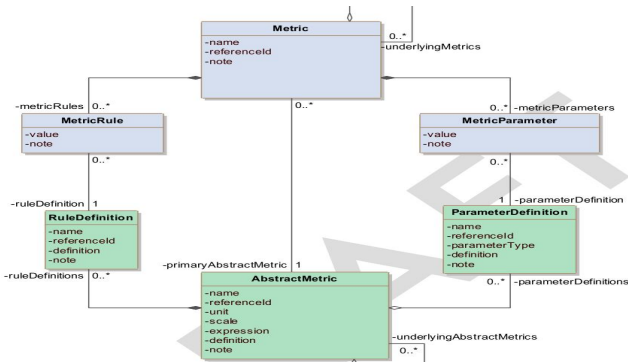 Metric
-name
-referenceId
-note
0..*
-underlyingMetrics
-metricRules 0..*
0..*
0..* -metricParameters
MetricRule
-value
-note
MetricParameter
-value
-note
0..*
0..*
-ruleDefinition 1
1 -parameterDefinition
RuleDefinition
-name
-referenceId
-definition
-note
ParameterDefinition
-name
-referenceId
-parameterType
-definition
-note
-ruleDefinitions 0..*
-primaryAbstractMetric 1
0..* -parameterDefinitions
AbstractMetric
-name
-referenceId
-unit
-scale
-expression
-definition
-note
-underlyingAbstractMetrics
0..*